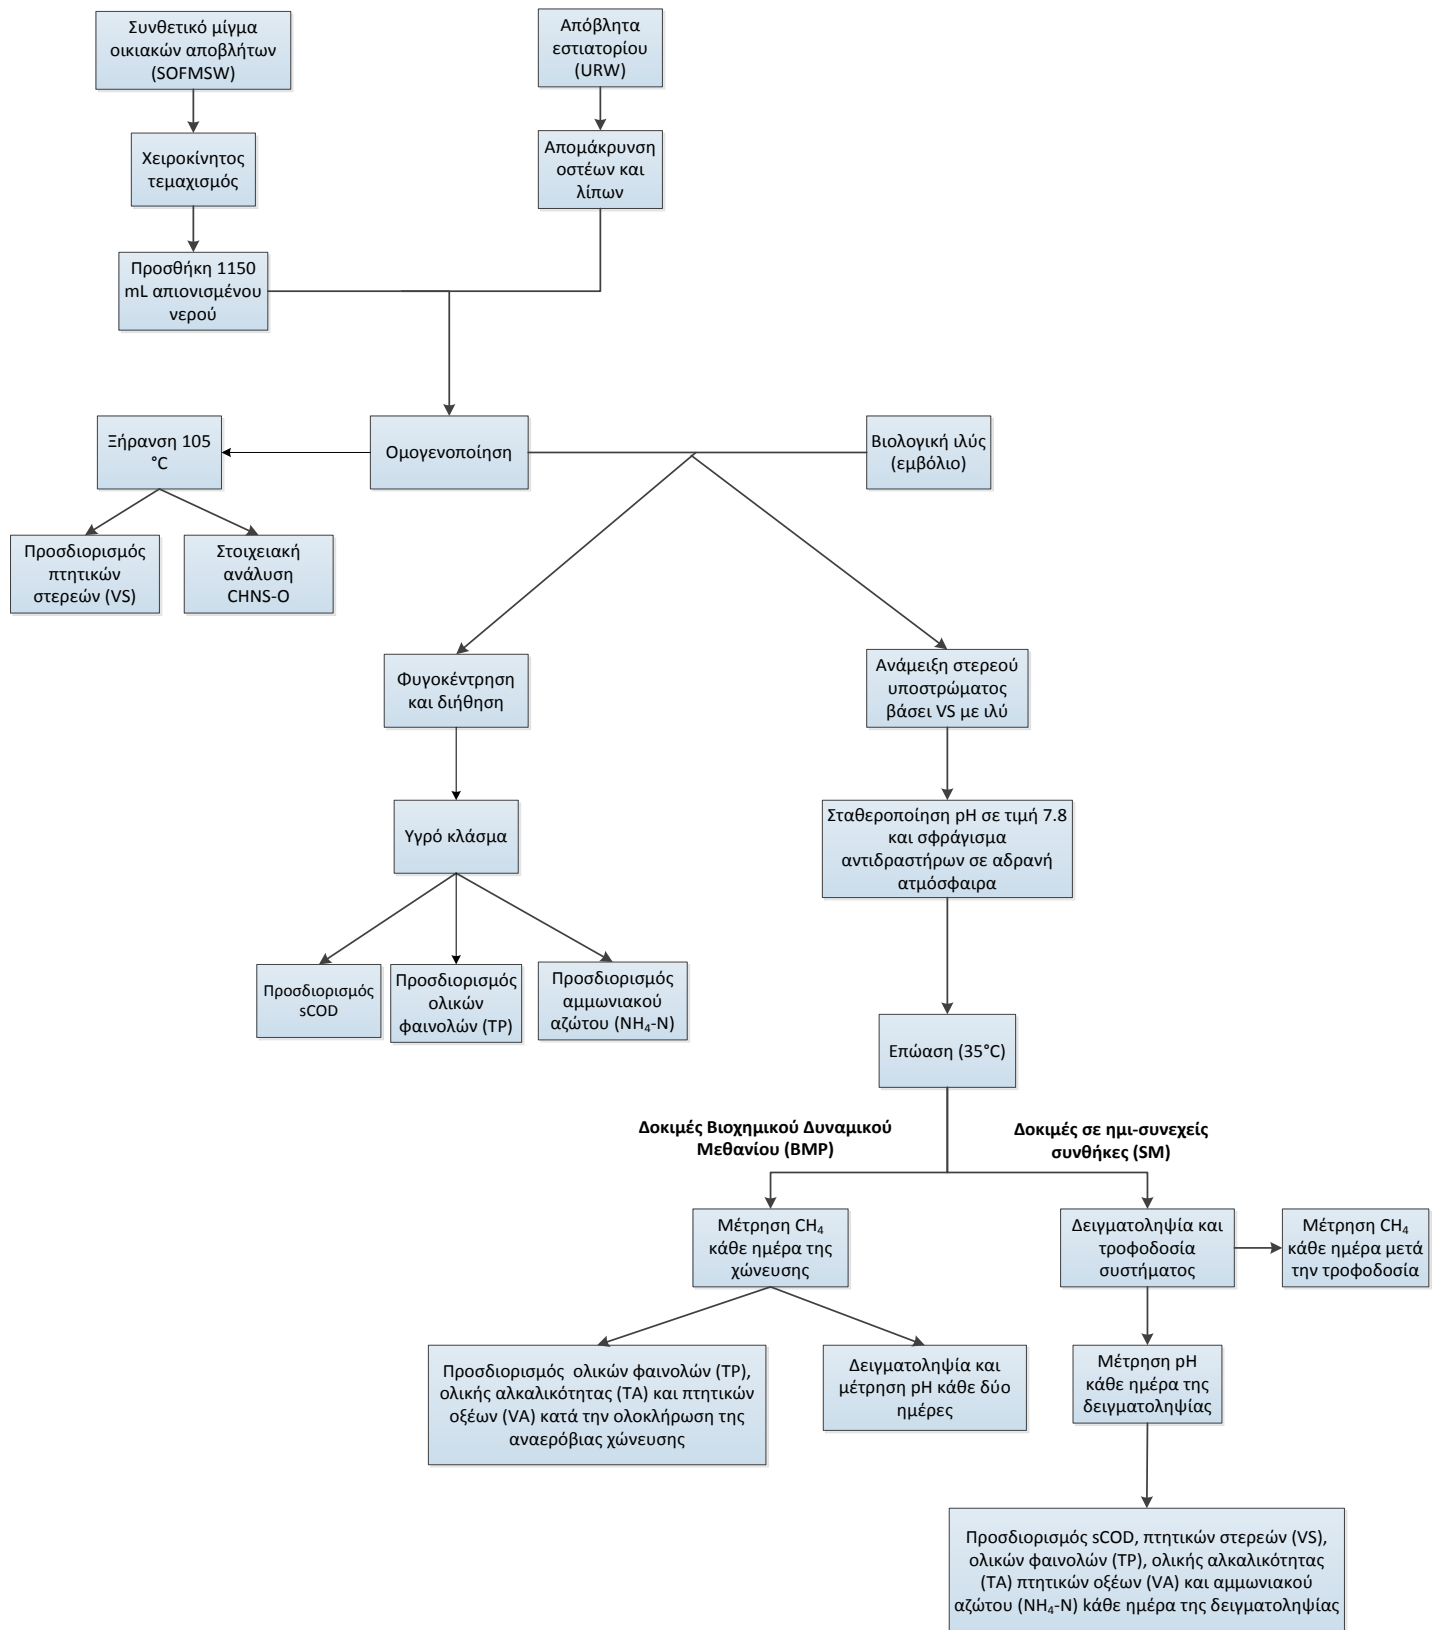 Συνθετικό μίγμα
οικιακών αποβλήτων
(SOFMSW)
Απόβλητα
εστιατορίου
(URW)
Χειροκίνητος
τεμαχισμός
Απομάκρυνση
οστέων και
λίπων
Προσθήκη 1150
mL απιονισμένου
νερού
Ξήρανση 105
°C
Ομογενοποίηση
Βιολογική ιλύς
(εμβόλιο)
Προσδιορισμός
πτητικών
στερεών (VS)
Στοιχειακή
ανάλυση
CHNS-O
Φυγοκέντρηση
και διήθηση
Ανάμειξη στερεού
υποστρώματος
βάσει VS με ιλύ
Υγρό κλάσμα
Σταθεροποίηση pH σε τιμή 7.8
και σφράγισμα
αντιδραστήρων σε αδρανή
ατμόσφαιρα
Προσδιορισμός
sCOD
Προσδιορισμός
ολικών
φαινολών (TP)
Προσδιορισμός
αμμωνιακού
αζώτου (NH₄-N)
Επώαση (35°C)
Δοκιμές Βιοχημικού Δυναμικού
Μεθανίου (BMP)
Δοκιμές σε ημι-συνεχείς
συνθήκες (SM)
Μέτρηση CH₄
κάθε ημέρα της
χώνευσης
Δειγματοληψία και
τροφοδοσία
συστήματος
Μέτρηση CH₄
κάθε ημέρα μετά
την τροφοδοσία
Προσδιορισμός ολικών φαινολών (TP),
ολικής αλκαλικότητας (TA) και πτητικών
οξέων (VA) κατά την ολοκλήρωση της
αναερόβιας χώνευσης
Δειγματοληψία και
μέτρηση pH κάθε δύο
ημέρες
Μέτρηση pH
κάθε ημέρα της
δειγματοληψίας
Προσδιορισμός sCOD, πτητικών στερεών (VS),
ολικών φαινολών (TP), ολικής αλκαλικότητας
(TA) πτητικών οξέων (VA) και αμμωνιακού
αζώτου (NH₄-N) κάθε ημέρα της δειγματοληψίας